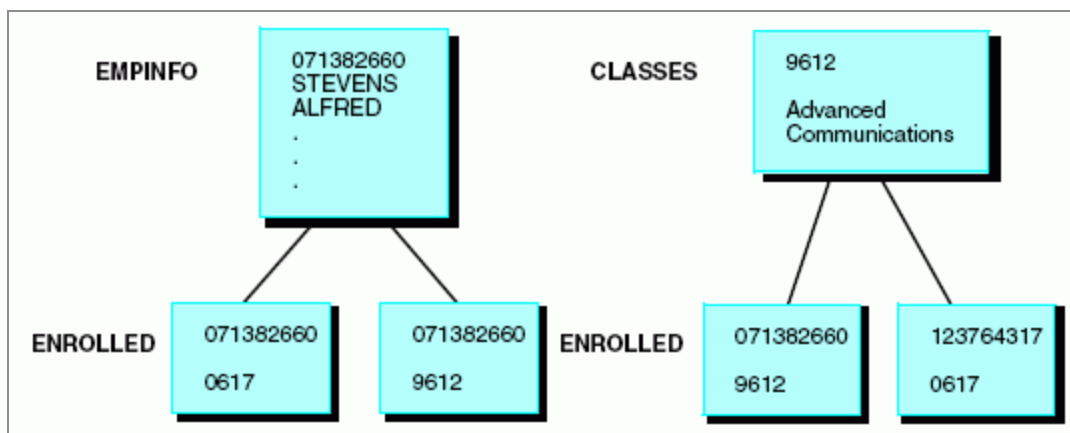 EMPINFO
071382660
STEVENS
ALFRED
.
.
.
ENROLLED
071382660
0617
071382660
9612
CLASSES
9612
Advanced
Communications
ENROLLED
071382660
9612
123764317
0617